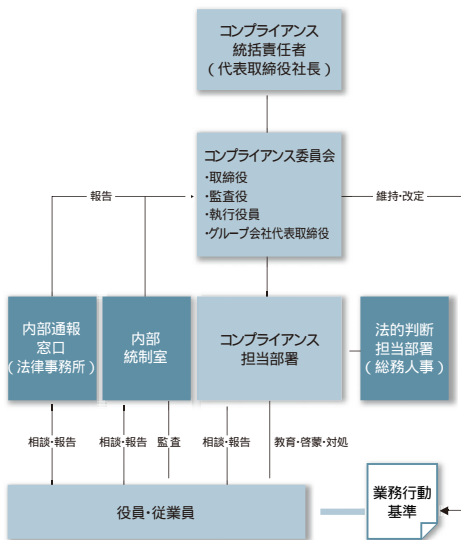 コンプライアンス
統括責任者
(代表取締役社長)
コンプライアンス委員会
・取締役
・監査役
・執行役員
・グループ会社代表取締役
報告
維持・改定
内部通報
窓口
(法律事務所)
内部
統制室
コンプライアンス
担当部署
法的判断
担当部署
(総務人事)
相談・報告
相談・報告
監査
相談・報告
教育・啓蒙・対処
役員・従業員
業務行動
基準